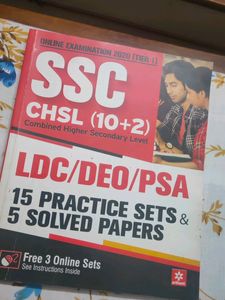 ONLINE EXAMINATION 2020 [TIER-I]
SSC
CHSL (10+2)
Combined Higher Secondary Level
LDC/DEO/PSA
15 PRACTICE SETS &
5 SOLVED PAPERS
Free 3 Online Sets
See Instructions Inside
arihant